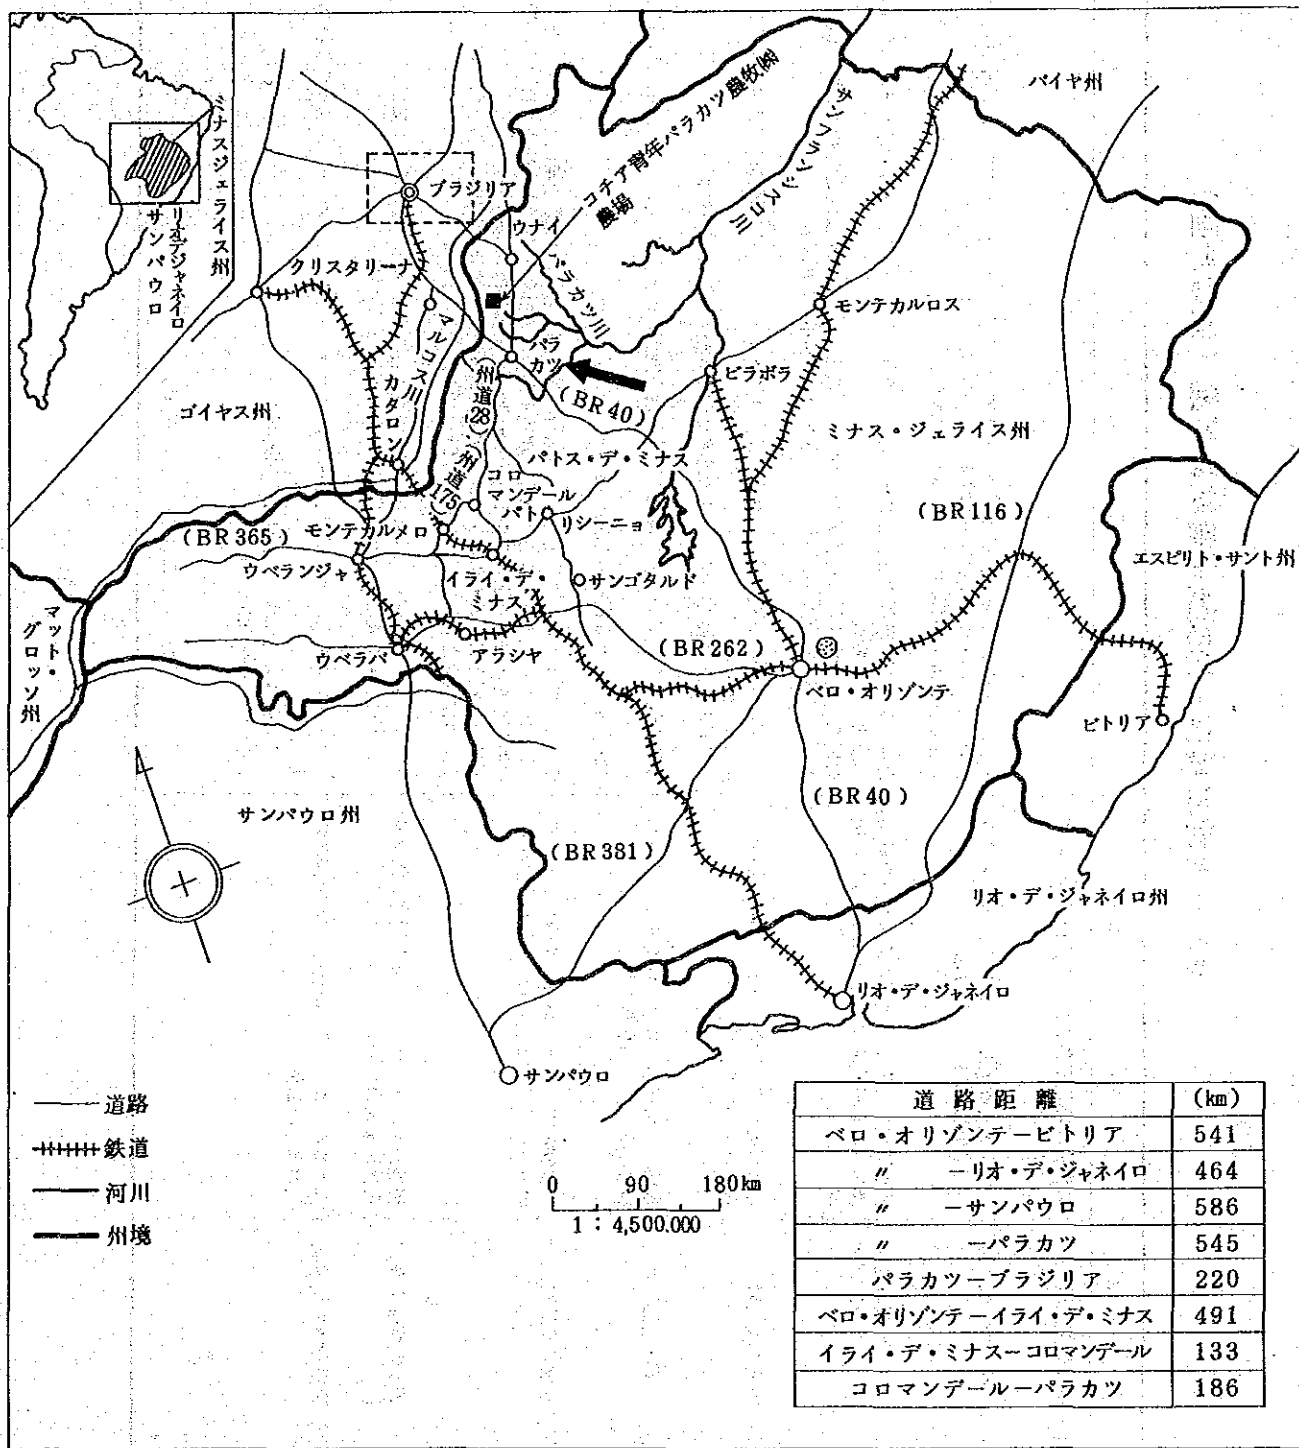 ミナスジェライス州
リオデジャネイロ
サンパウロ
バイヤ州
コチア青年パラカツ農牧㈱
農場
サンフランシスコ川
ブラジリア
ウナイ
パラカツ川
クリスタリーナ
マルコス川
モンテカルロス
パラ
カツ
ピラポラ
(BR40)
(州道28)
(州道175)
カタロン
ゴイヤス州
ミナス・ジェライス州
パトス・デ・ミナス
コロ
マンデール
パト
リシーニョ
(BR116)
(BR365)
モンテカルメロ
ウベランジャ
イライ・デ・
ミナス
サンゴタルド
エスピリト・サント州
マット・
グロッソ州
ウベラバ
アラシャ
(BR262)
ベロ・オリゾンテ
ビトリア
サンパウロ州
(BR40)
(BR381)
リオ・デ・ジャネイロ州
リオ・デ・ジャネイロ
サンパウロ
道路
鉄道
河川
州境
0 90 180km
1:4,500.000
道路距離 (km)
ベロ・オリゾンテービトリア 541
〃 ーリオ・デ・ジャネイロ 464
〃 ーサンパウロ 586
〃 ーパラカツ 545
パラカツーブラジリア 220
ベロ・オリゾンテーイライ・デ・ミナス 491
イライ・デ・ミナス～コロマンデール 133
コロマンデールーパラカツ 186